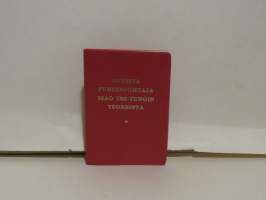 OTTEITA
PUHEENJOHTAJA
MAO TSE-TUNGIN
TEOKSISTA